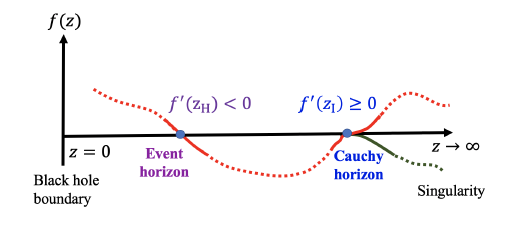 f(z)
f′(z_H) < 0
f′(z_I) ≥ 0
z = 0
Event
horizon
Cauchy
horizon
z → ∞
Black hole
boundary
Singularity